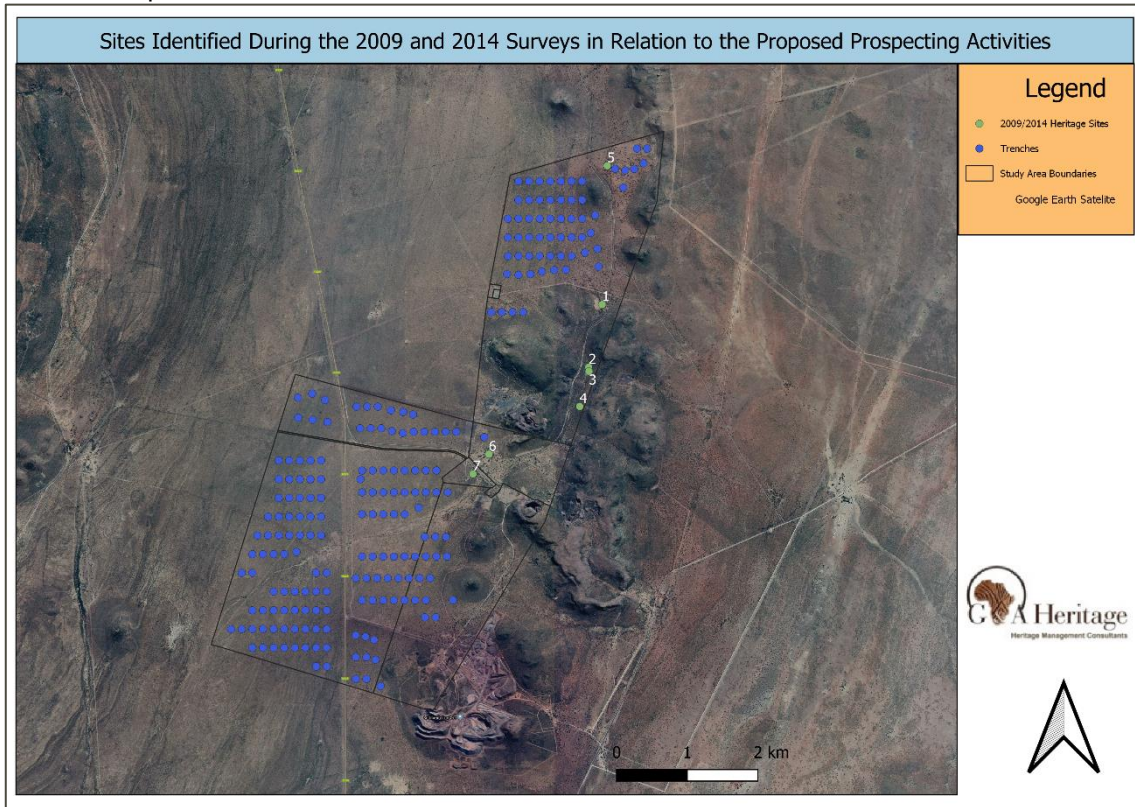 Sites Identified During the 2009 and 2014 Surveys in Relation to the Proposed Prospecting Activities
Legend
2009/2014 Heritage Sites
Trenches
Study Area Boundaries
Google Earth Satelite
5
1
2
3
4
6
7
0 1 2 km
G A Heritage
Heritage Management Consultants